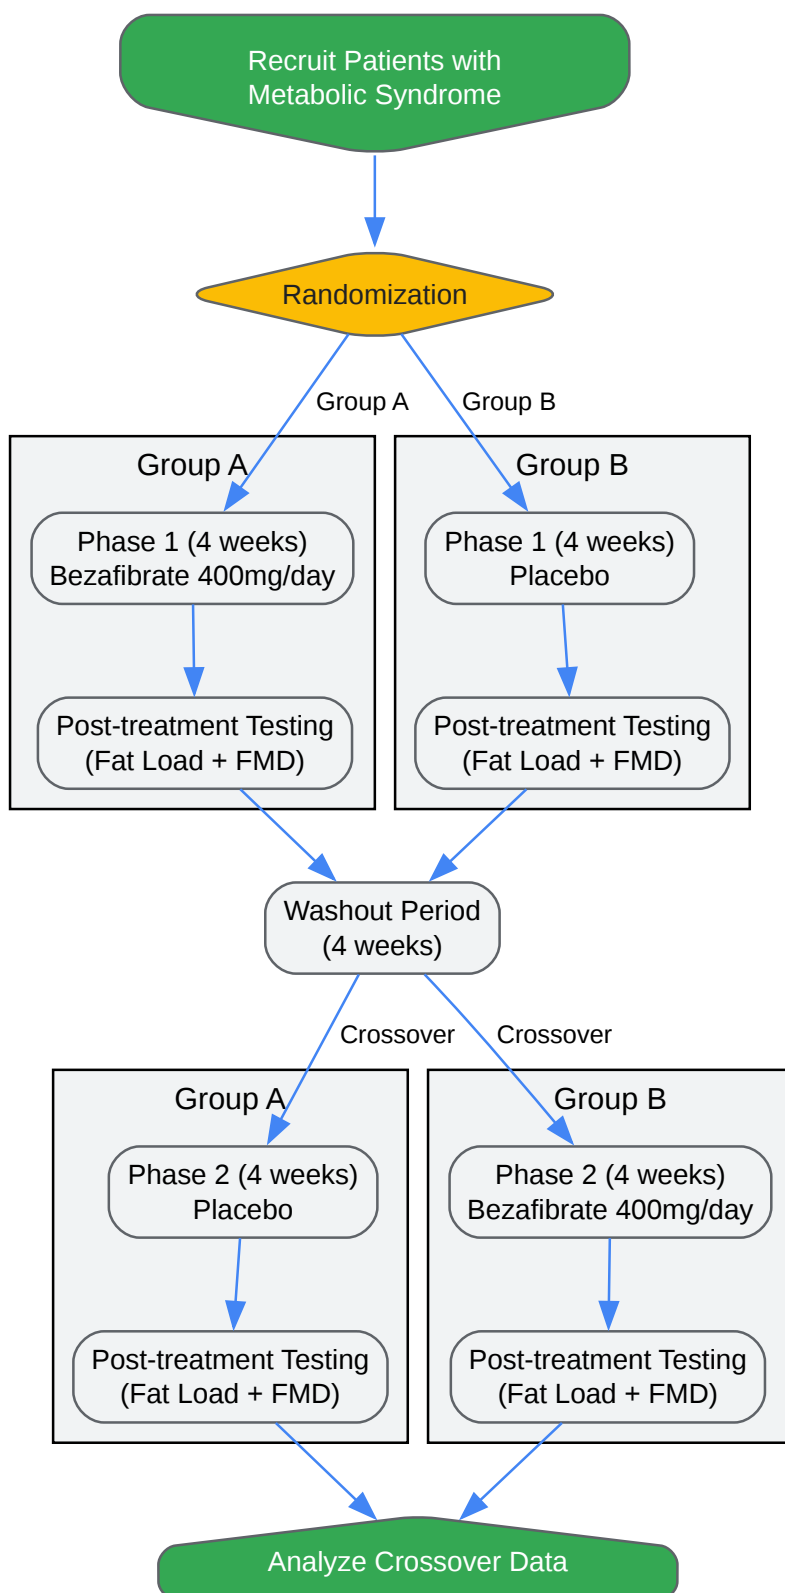 Recruit Patients with
Metabolic Syndrome
Randomization
Group A
Group B
Group A
Group B
Phase 1 (4 weeks)
Bezafibrate 400mg/day
Phase 1 (4 weeks)
Placebo
Post-treatment Testing
(Fat Load + FMD)
Post-treatment Testing
(Fat Load + FMD)
Washout Period
(4 weeks)
Crossover
Crossover
Group A
Group B
Phase 2 (4 weeks)
Placebo
Phase 2 (4 weeks)
Bezafibrate 400mg/day
Post-treatment Testing
(Fat Load + FMD)
Post-treatment Testing
(Fat Load + FMD)
Analyze Crossover Data